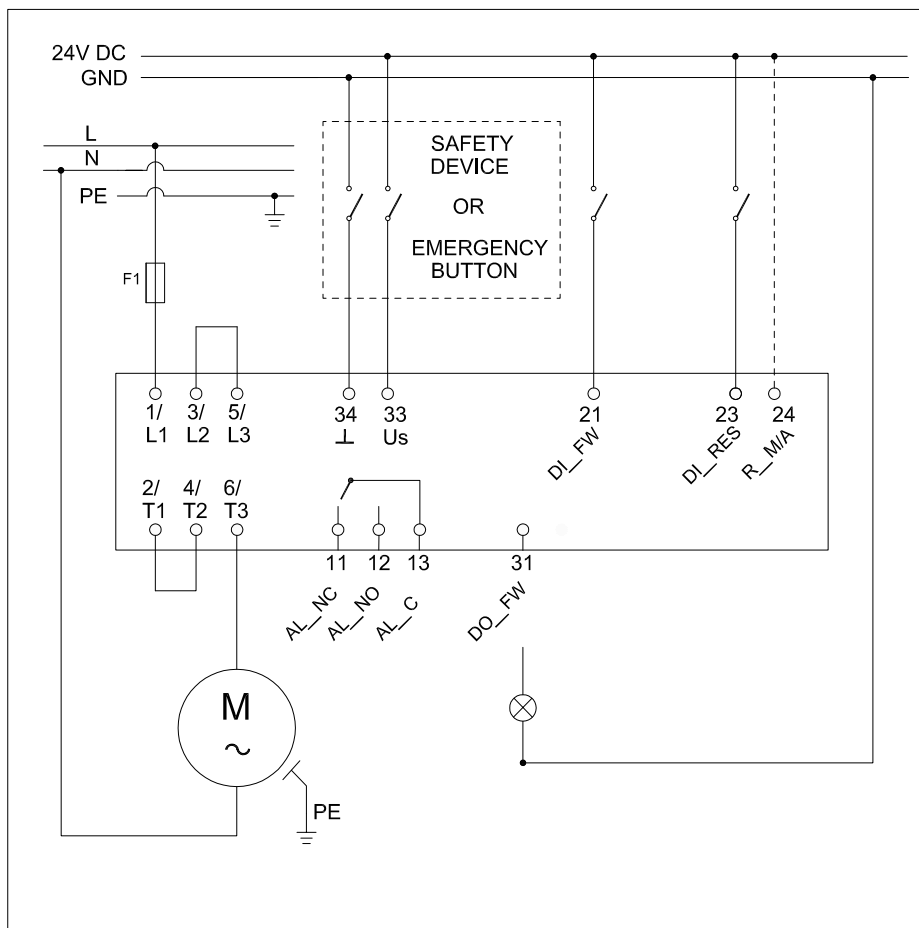 24V DC
GND
L
N
PE
SAFETY
DEVICE
OR
EMERGENCY
BUTTON
F1
1/
L1
3/
L2
5/
L3
34
⊥
33
Us
21
DI_FW
23
DI_RES
24
R_M/A
2/
T1
4/
T2
6/
T3
11
AL_NC
12
AL_NO
13
AL_C
31
DO_FW
M
~
PE